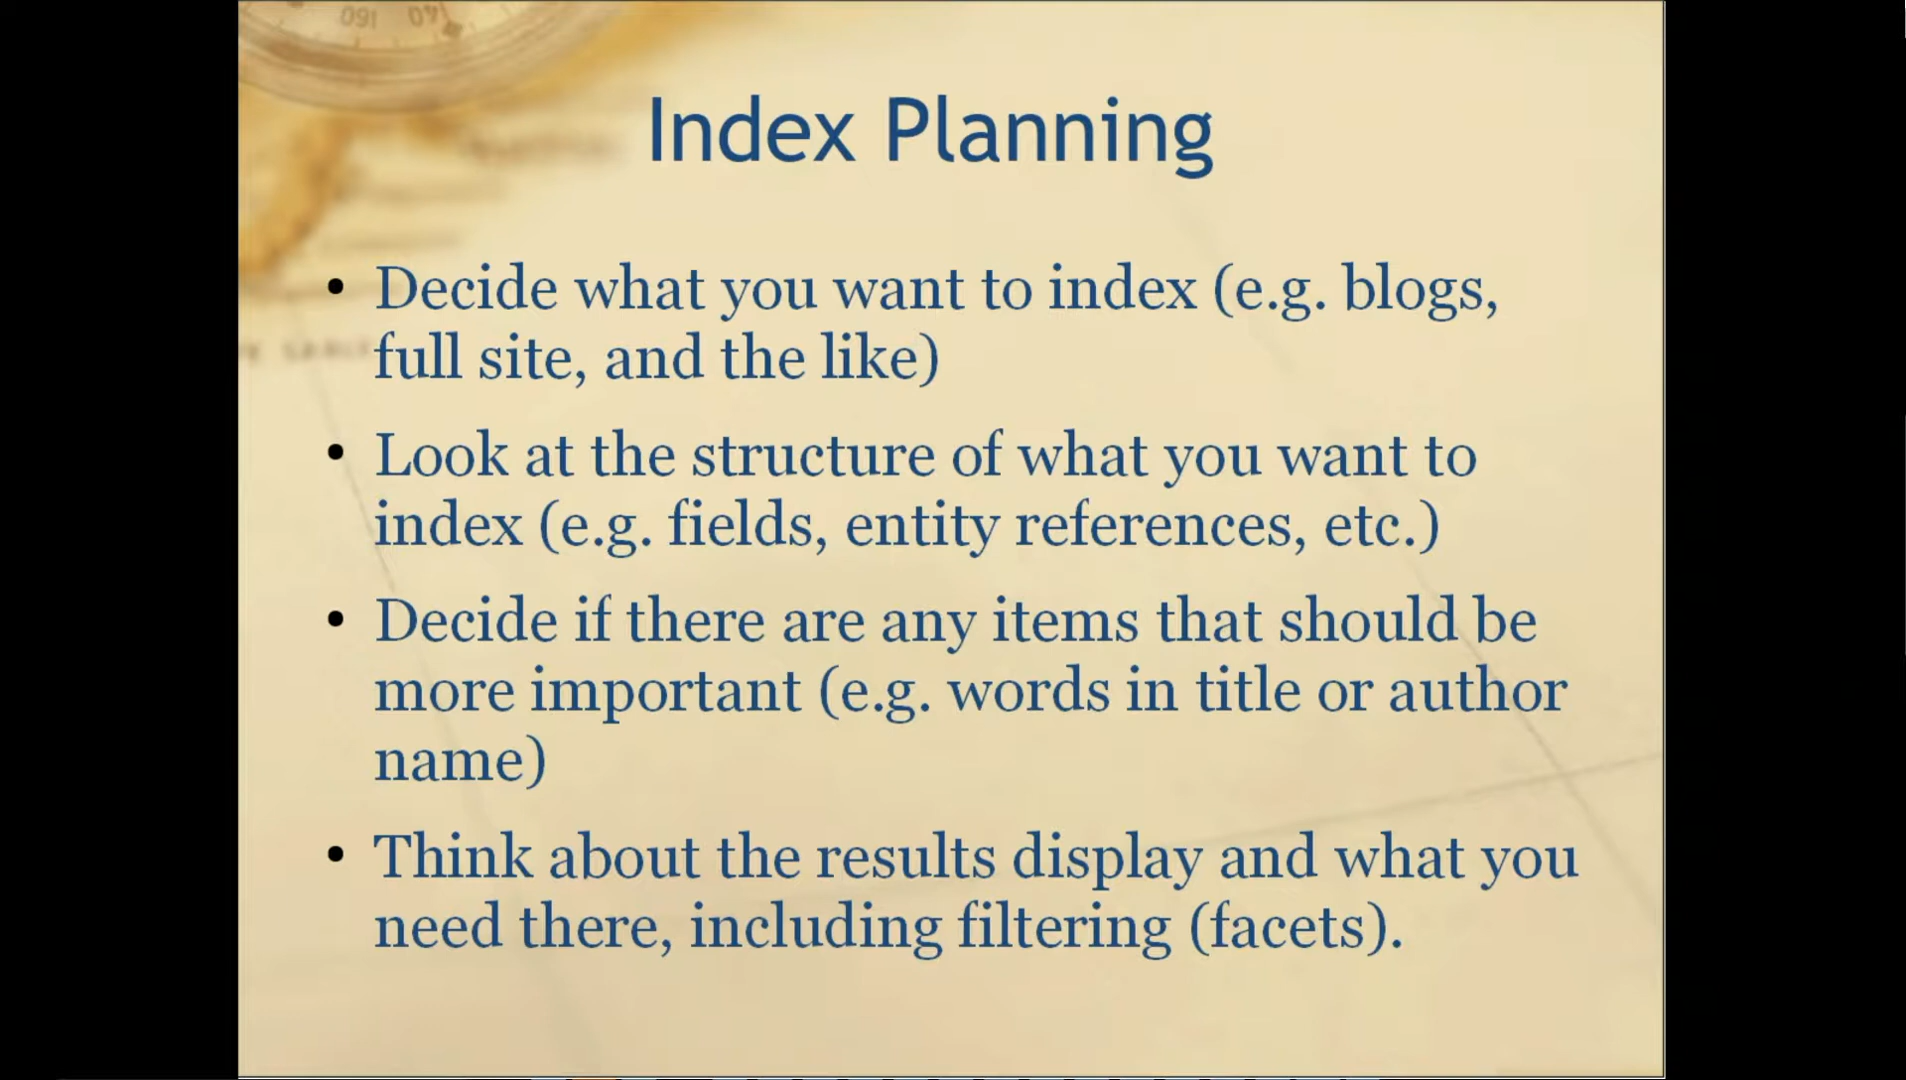 Index Planning
• Decide what you want to index (e.g. blogs,
full site, and the like)
• Look at the structure of what you want to
index (e.g. fields, entity references, etc.)
• Decide if there are any items that should be
more important (e.g. words in title or author
name)
• Think about the results display and what you
need there, including filtering (facets).